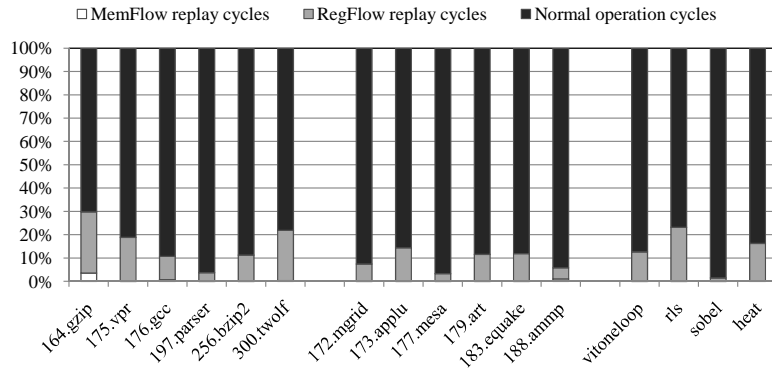 MemFlow replay cycles RegFlow replay cycles Normal operation cycles
100%
90%
80%
70%
60%
50%
40%
30%
20%
10%
0%
164.gzip
175.vpr
176.gcc
197.parser
256.bzip2
300.twolf
172.mgrid
173.applu
177.mesa
179.art
183.equake
188.ammp
vitoneloop
rls
sobel
heat